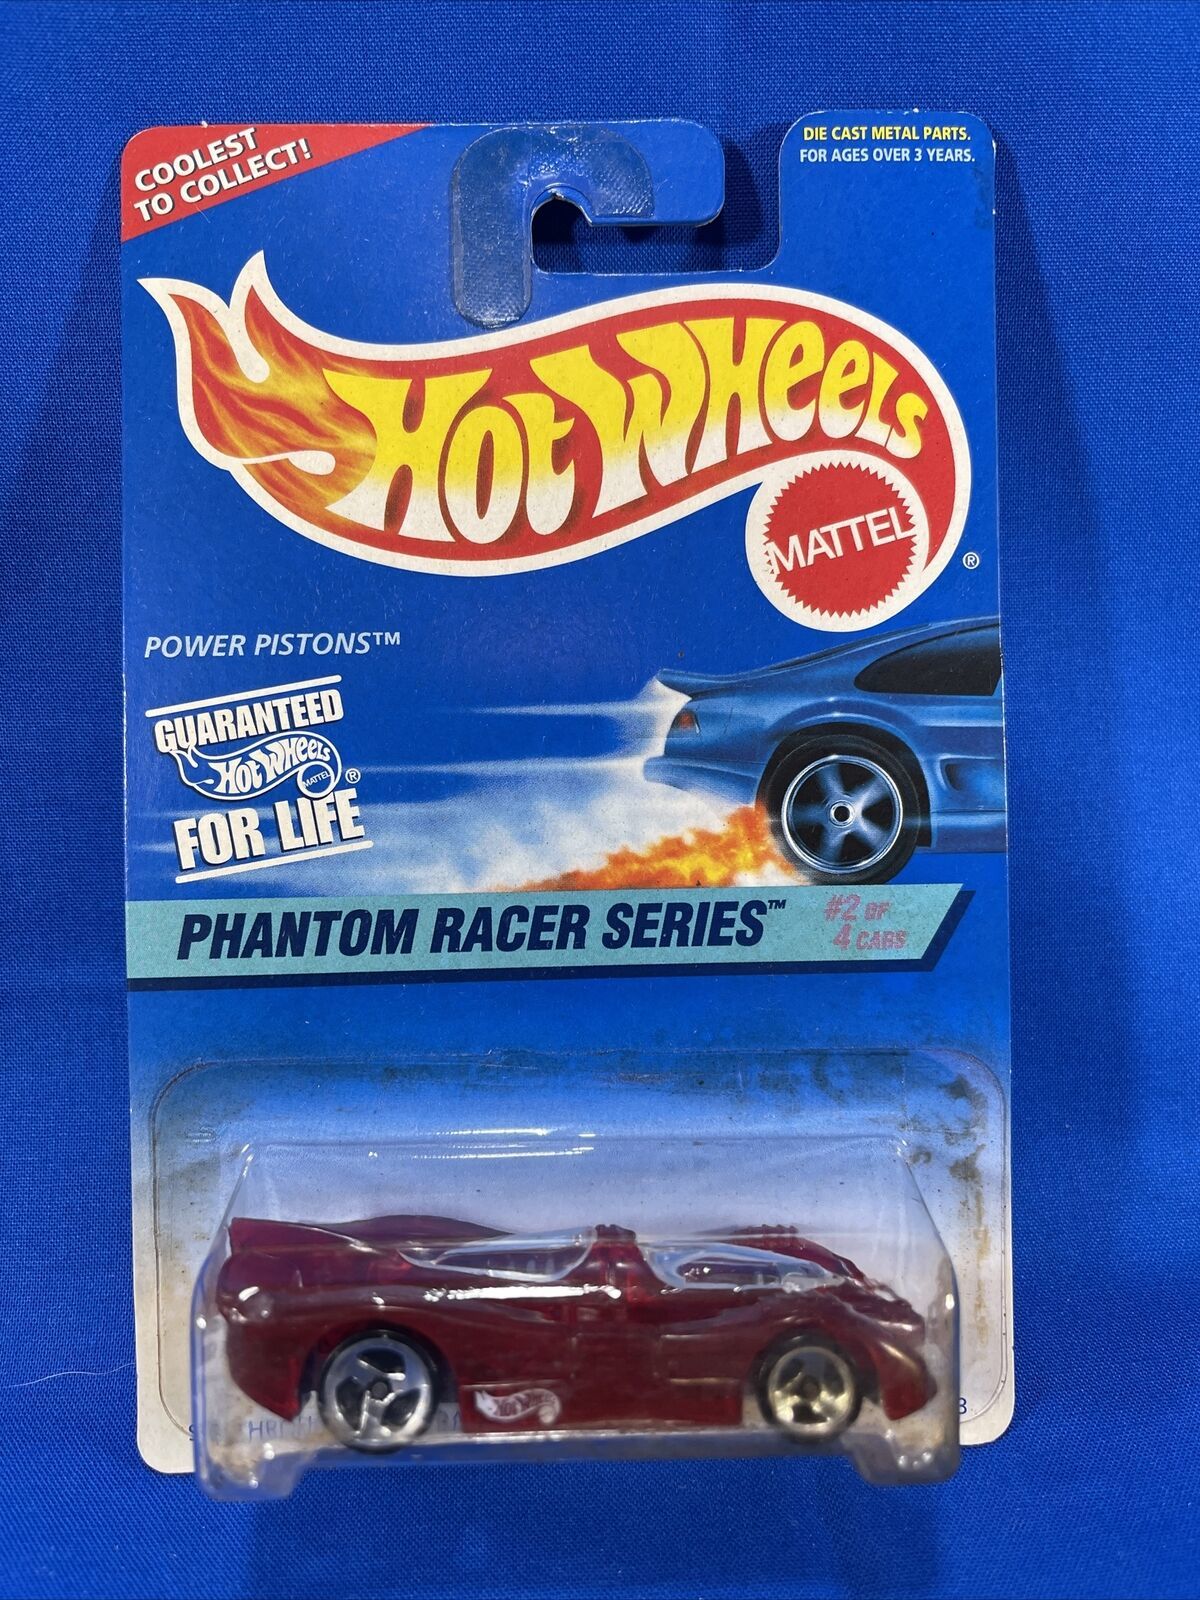 COOLEST
TO COLLECT!
DIE CAST METAL PARTS.
FOR AGES OVER 3 YEARS.
HOT WHEELS
MATTEL
®
POWER PISTONS™
GUARANTEED
HOT WHEELS
MATTEL
®
FOR LIFE
PHANTOM RACER SERIES™
#2 OF
4 CARS
HOT WHEELS